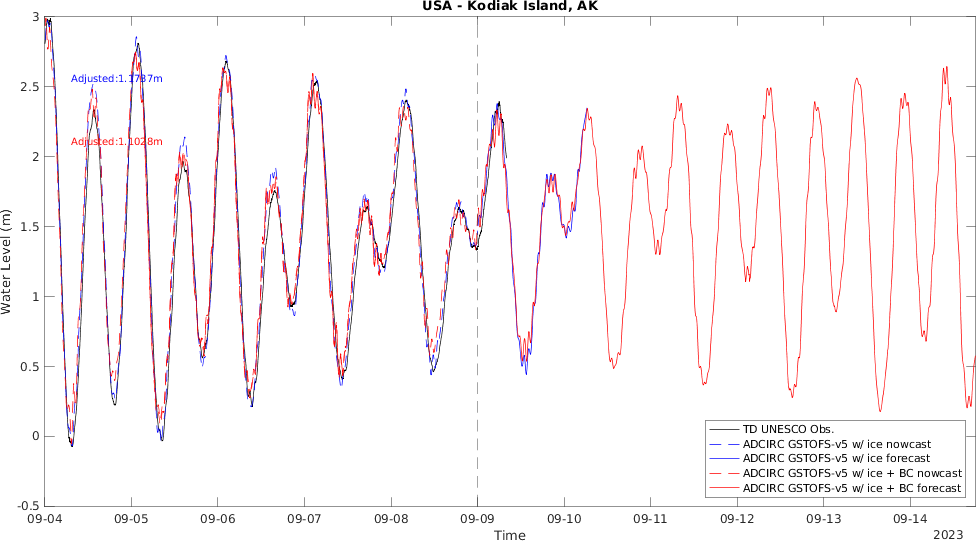 USA - Kodiak Island, AK
3
2.5
2
1.5
1
0.5
0
-0.5
Water Level (m)
Adjusted:1.1737m
Adjusted:1.1028m
TD UNESCO Obs.
ADCIRC GSTOFS-v5 w/ ice nowcast
ADCIRC GSTOFS-v5 w/ ice forecast
ADCIRC GSTOFS-v5 w/ ice + BC nowcast
ADCIRC GSTOFS-v5 w/ ice + BC forecast
09-04 09-05 09-06 09-07 09-08 09-09 09-10 09-11 09-12 09-13 09-14
Time
2023